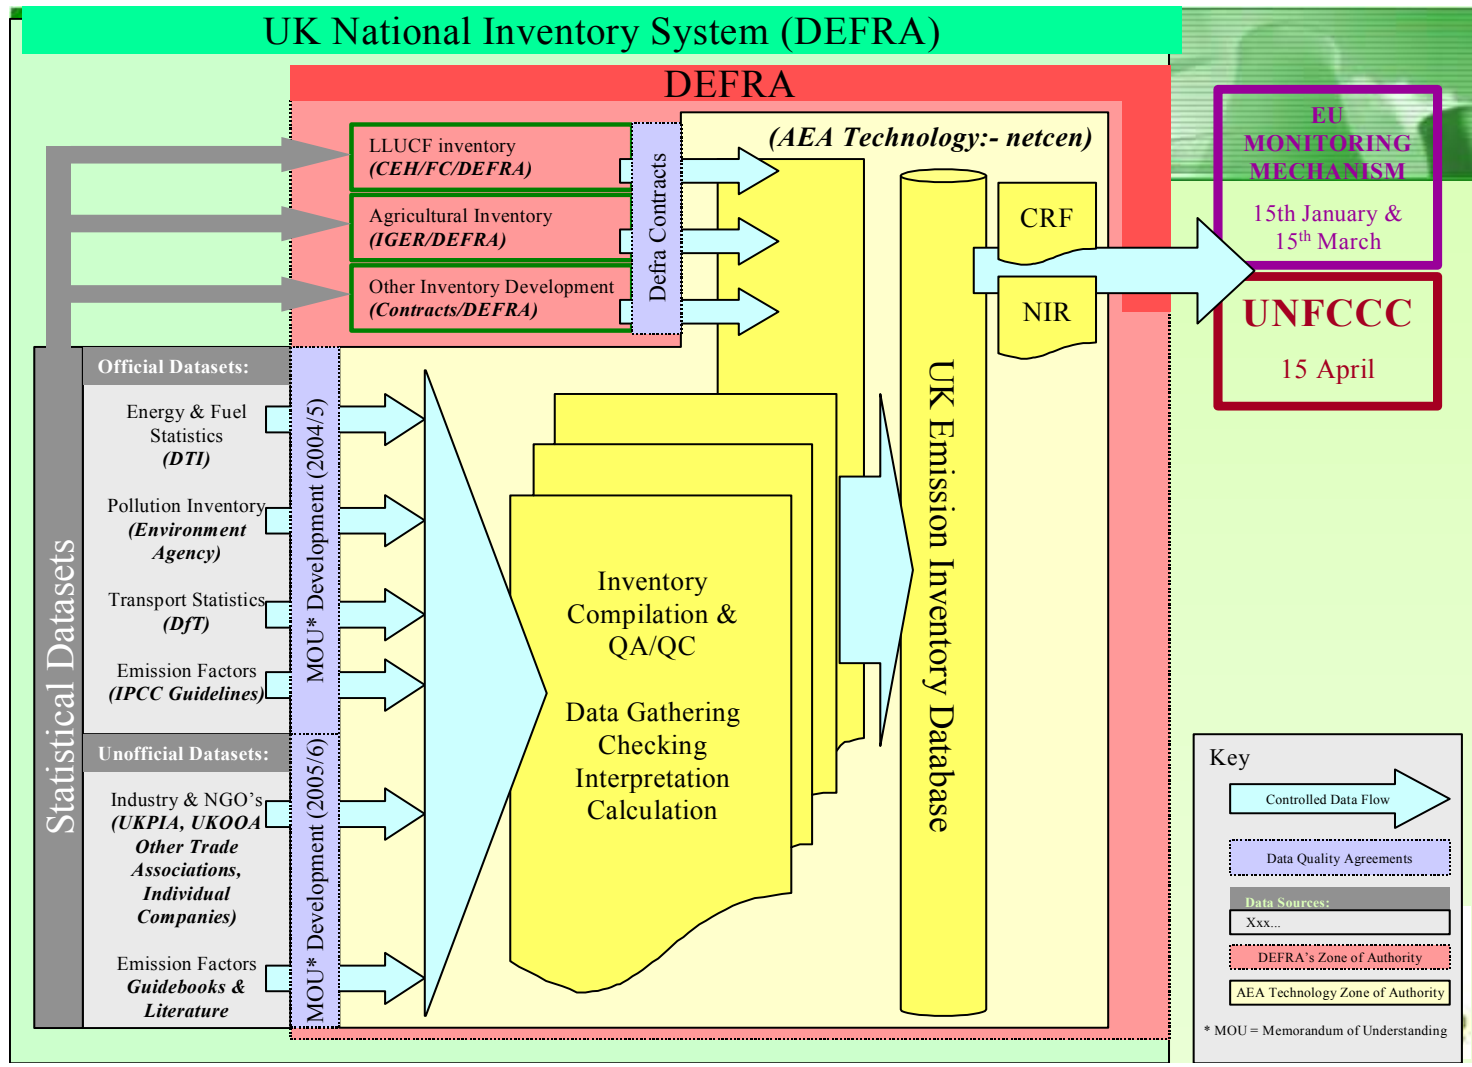 UK National Inventory System (DEFRA)
DEFRA
(AEA Technology:- netcen)
LLUCF inventory
(CEH/FC/DEFRA)
Agricultural Inventory
(IGER/DEFRA)
Other Inventory Development
(Contracts/DEFRA)
Defra Contracts
CRF
NIR
EU
MONITORING
MECHANISM
15th January &
15th March
UNFCCC
15 April
Statistical Datasets
Official Datasets:
Energy & Fuel
Statistics
(DTI)
Pollution Inventory
(Environment
Agency)
Transport Statistics
(DfT)
Emission Factors
(IPCC Guidelines)
Unofficial Datasets:
Industry & NGO's
(UKPIA, UKOOA
Other Trade
Associations,
Individual
Companies)
Emission Factors
Guidebooks &
Literature
MOU* Development (2004/5)
MOU* Development (2005/6)
Inventory
Compilation &
QA/QC
Data Gathering
Checking
Interpretation
Calculation
UK Emission Inventory Database
Key
Controlled Data Flow
Data Quality Agreements
Data Sources:
Xxx...
DEFRA's Zone of Authority
AEA Technology Zone of Authority
* MOU = Memorandum of Understanding